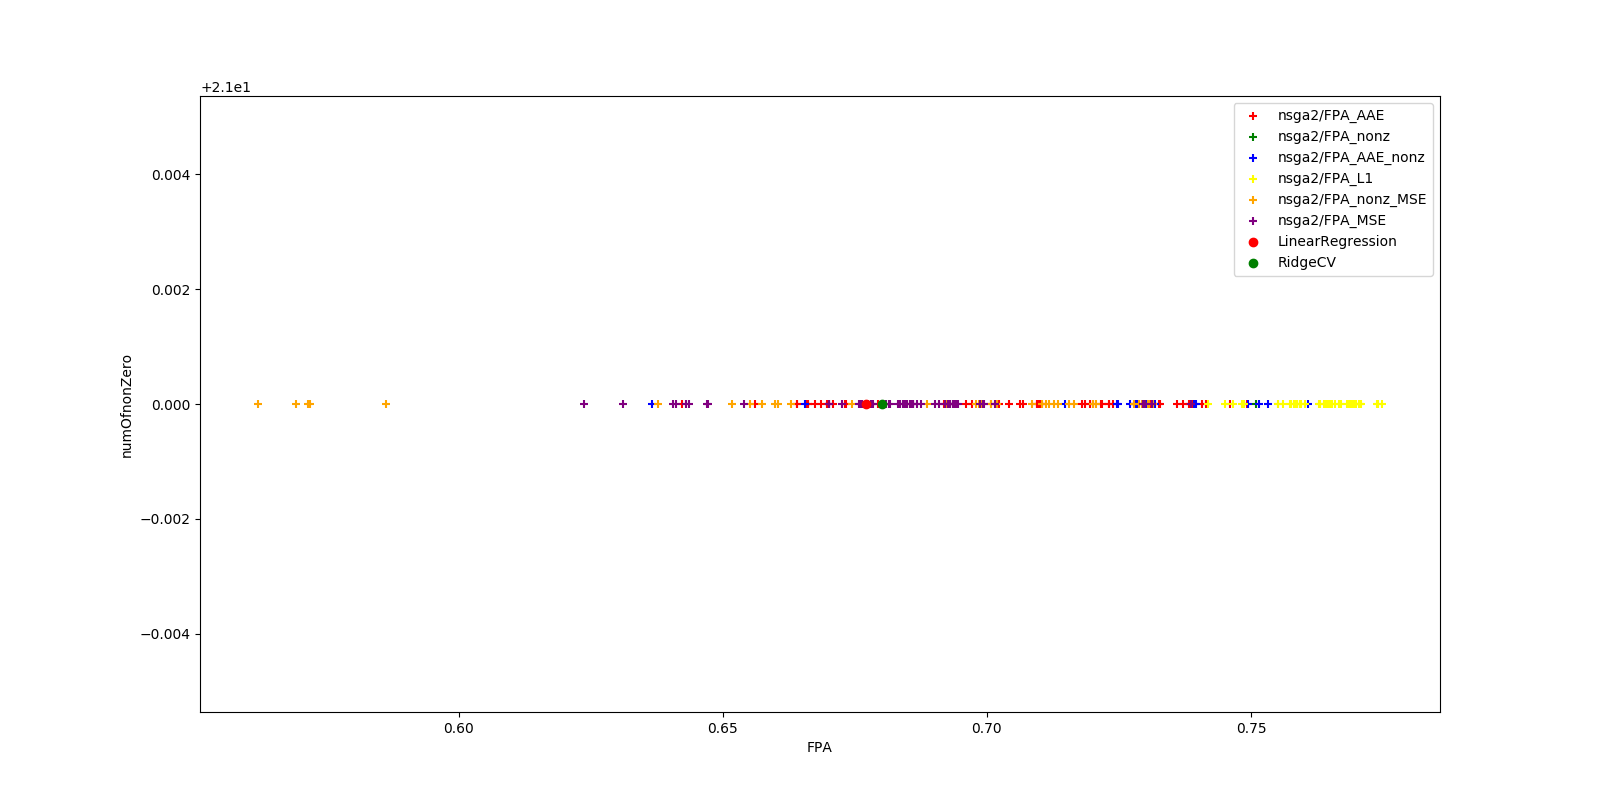 +2.1e1
nsga2/FPA_AAE
nsga2/FPA_nonz
nsga2/FPA_AAE_nonz
nsga2/FPA_L1
nsga2/FPA_nonz_MSE
nsga2/FPA_MSE
LinearRegression
RidgeCV
0.004
0.002
0.000
−0.002
−0.004
numOfnonZero
0.60
0.65
0.70
0.75
FPA